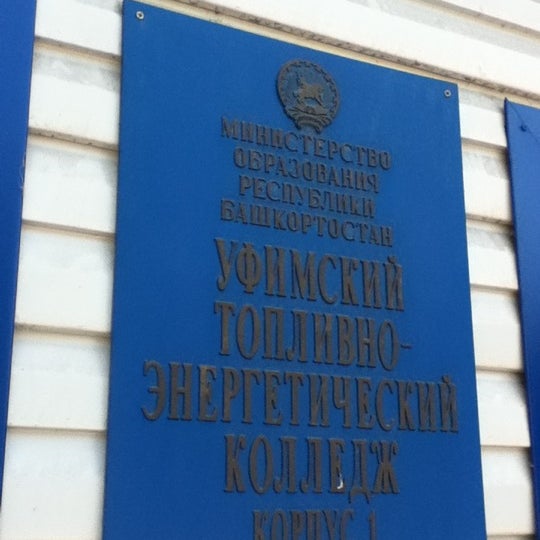 МИНИСТЕРСТВО
ОБРАЗОВАНИЯ
РЕСПУБЛИКИ
БАШКОРТОСТАН
УФИМСКИЙ
ТОПЛИВНО-
ЭНЕРГЕТИЧЕСКИЙ
КОЛЛЕДЖ
КОРПУС 1